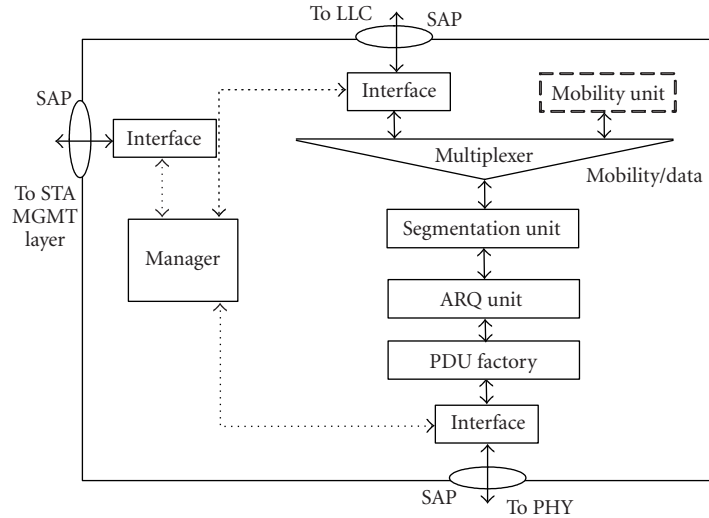 To LLC
SAP
SAP
Interface
Mobility unit
Interface
Multiplexer
Mobility/data
To STA
MGMT
layer
Manager
Segmentation unit
ARQ unit
PDU factory
Interface
SAP
To PHY